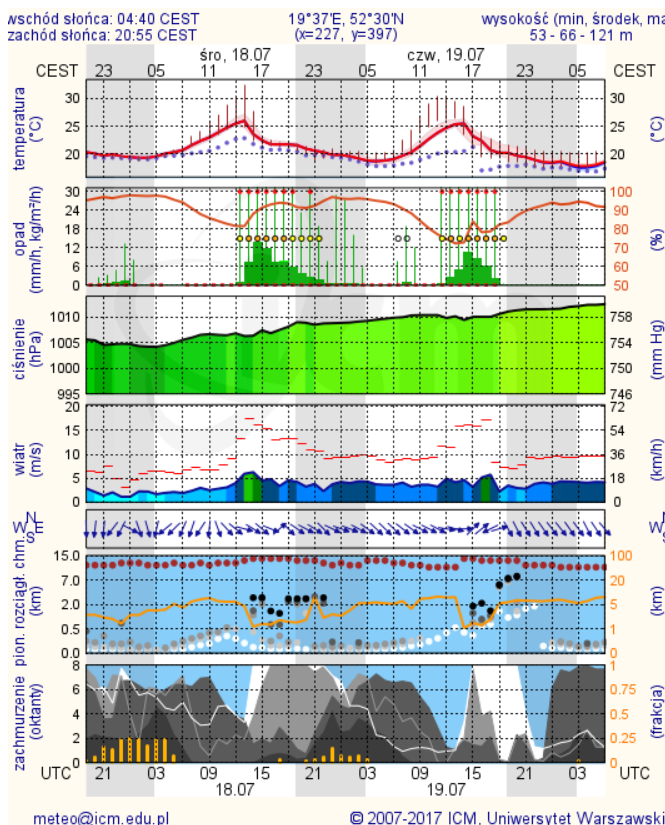 wschód słońca: 04:40 CEST 19°37'E, 52°30'N wysokość (min, środek, ma
zachód słońca: 20:55 CEST (x=227, y=397) 53 - 66 - 121 m
śro, 18.07 czw, 19.07
CEST 23 05 11 17 23 05 11 17 23 05 CEST
temperatura (°C)
30 30
25 25
20 20
(°C)
opad (mm/h, kg/m²/h)
30 100
24 90
18 80
12 70
6 60
0 50
(%)
ciśnienie (hPa)
1010 758
1005 754
1000 750
995 746
(mm Hg)
wiatr (m/s)
20 72
15 54
10 36
5 18
0 0
(km/h)
N N
W E W
S S
pion. rozciągł. chm. (km)
15.0 100
7.0 20
2.0 5
0.5 1
0.0 0
(km)
zachmurzenie (oktanty)
8 1
6 0.75
4 0.5
2 0.25
0 0
(frakcja)
UTC 21 03 09 15 21 03 09 15 21 03 UTC
18.07 19.07
meteo@icm.edu.pl © 2007-2017 ICM, Uniwersytet Warszawski